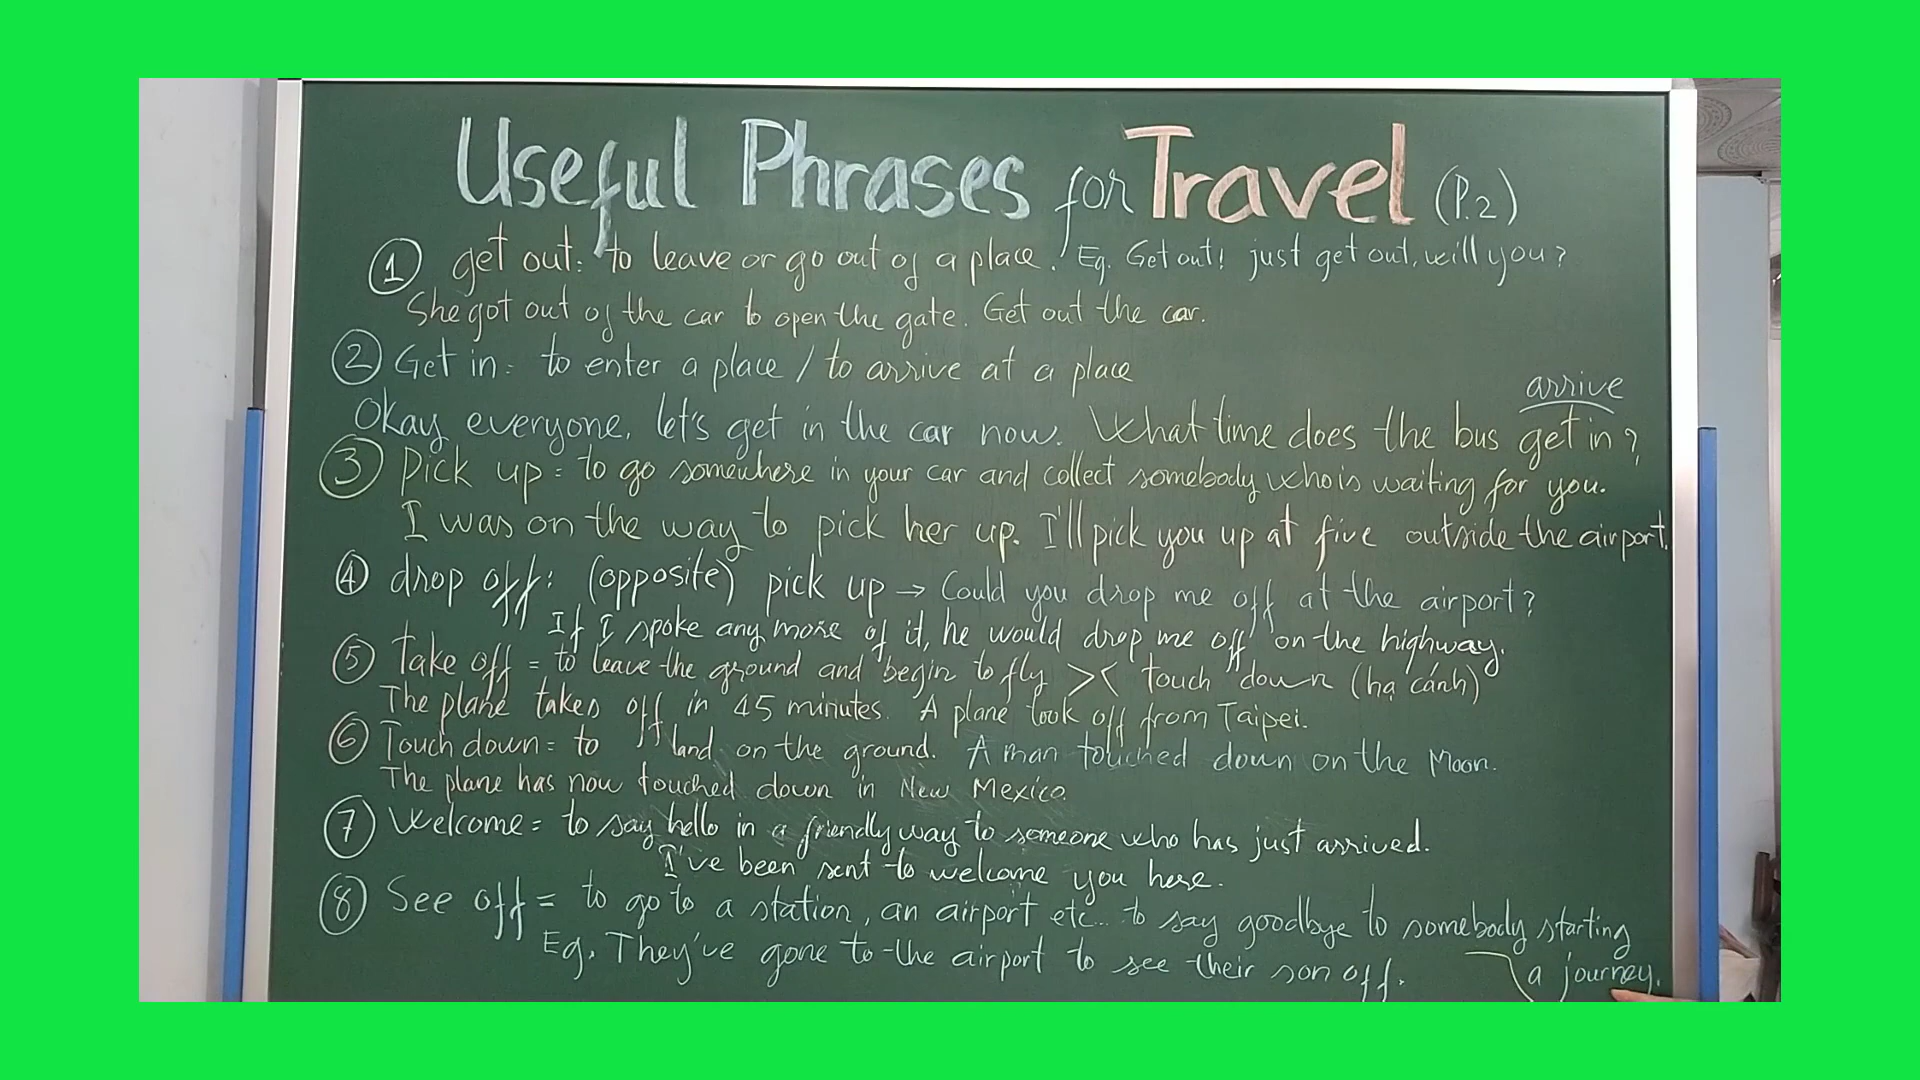 Useful Phrases for Travel (P.2)
① get out: to leave or go out of a place. Eg. Get out! just get out, will you?
She got out of the car to open the gate. Get out the car.
② Get in: to enter a place / to arrive at a place
arrive
Okay everyone, let's get in the car now. What time does the bus get in?
③ Pick up = to go somewhere in your car and collect somebody who is waiting for you.
I was on the way to pick her up. I'll pick you up at five outside the airport.
④ drop off: (opposite) pick up → Could you drop me off at the airport?
If I spoke any more of it, he would drop me off on the highway.
⑤ Take off = to leave the ground and begin to fly >< touch down (hạ cánh)
The plane takes off in 45 minutes. A plane took off from Taipei.
⑥ Touch down = to land on the ground. A man touched down on the Moon.
The plane has now touched down in New Mexico.
⑦ Welcome = to say hello in a friendly way to someone who has just arrived.
I've been sent to welcome you here.
⑧ See off = to go to a station, an airport etc... to say goodbye to somebody starting
a journey.
Eg. They've gone to the airport to see their son off.